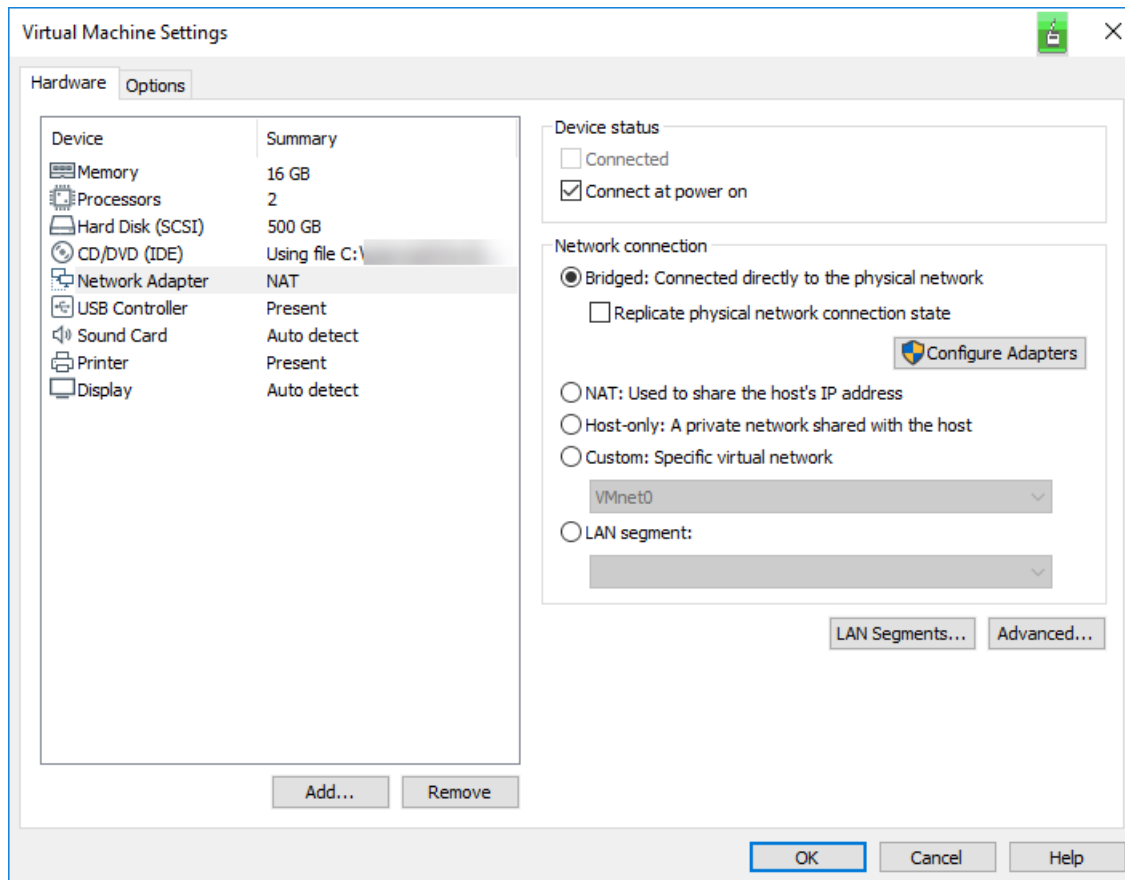 Virtual Machine Settings
Hardware Options
Device Summary
Memory 16 GB
Processors 2
Hard Disk (SCSI) 500 GB
CD/DVD (IDE) Using file C:\
Network Adapter NAT
USB Controller Present
Sound Card Auto detect
Printer Present
Display Auto detect
Add... Remove
Device status
Connected
Connect at power on
Network connection
Bridged: Connected directly to the physical network
Replicate physical network connection state
Configure Adapters
NAT: Used to share the host's IP address
Host-only: A private network shared with the host
Custom: Specific virtual network
VMnet0
LAN segment:
LAN Segments... Advanced...
OK Cancel Help